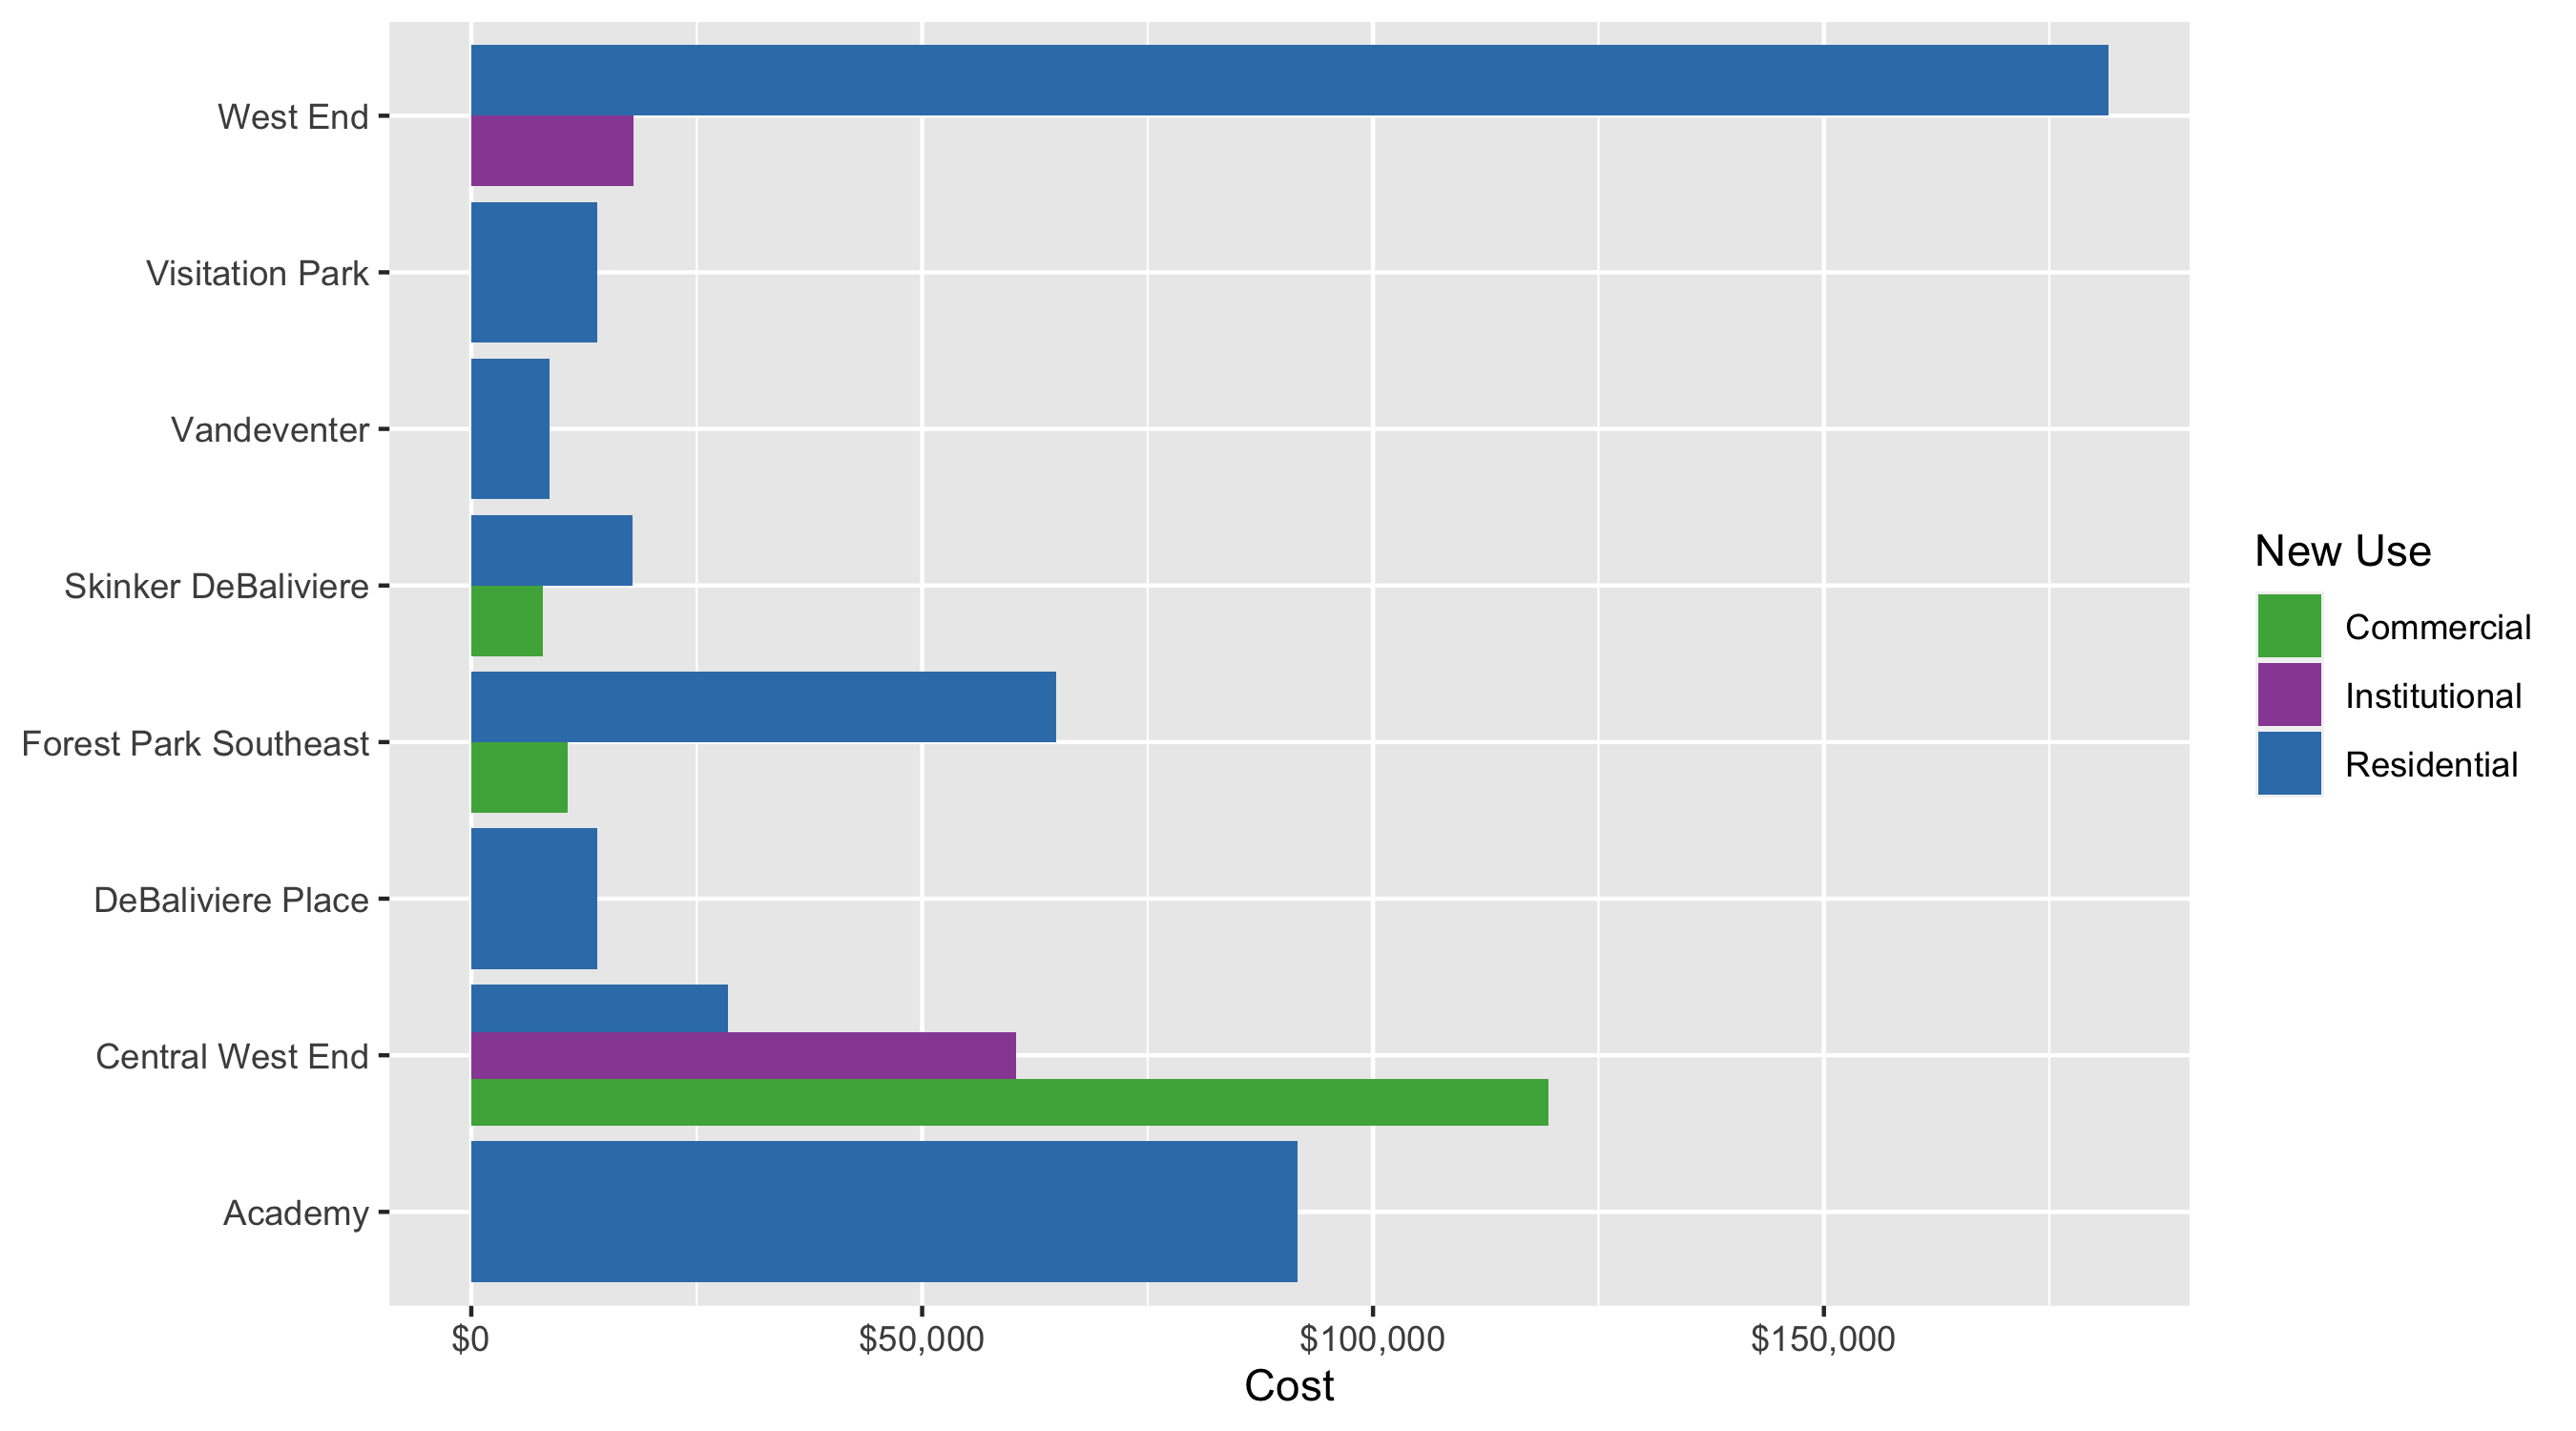 West End
Visitation Park
Vandeventer
Skinker DeBaliviere
Forest Park Southeast
DeBaliviere Place
Central West End
Academy
$0 $50,000 $100,000 $150,000
Cost
New Use
Commercial
Institutional
Residential